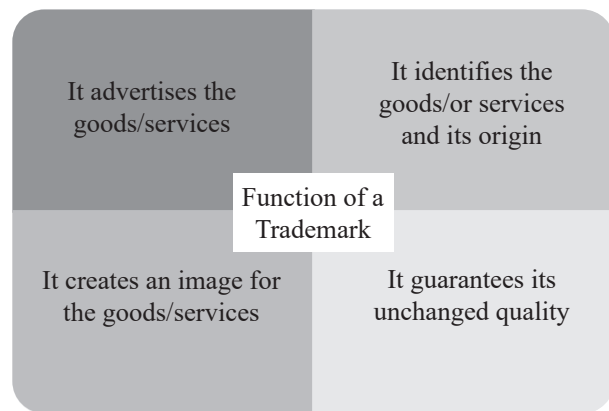 It advertises the
goods/services
It identifies the
goods/or services
and its origin
Function of a
Trademark
It creates an image for
the goods/services
It guarantees its
unchanged quality